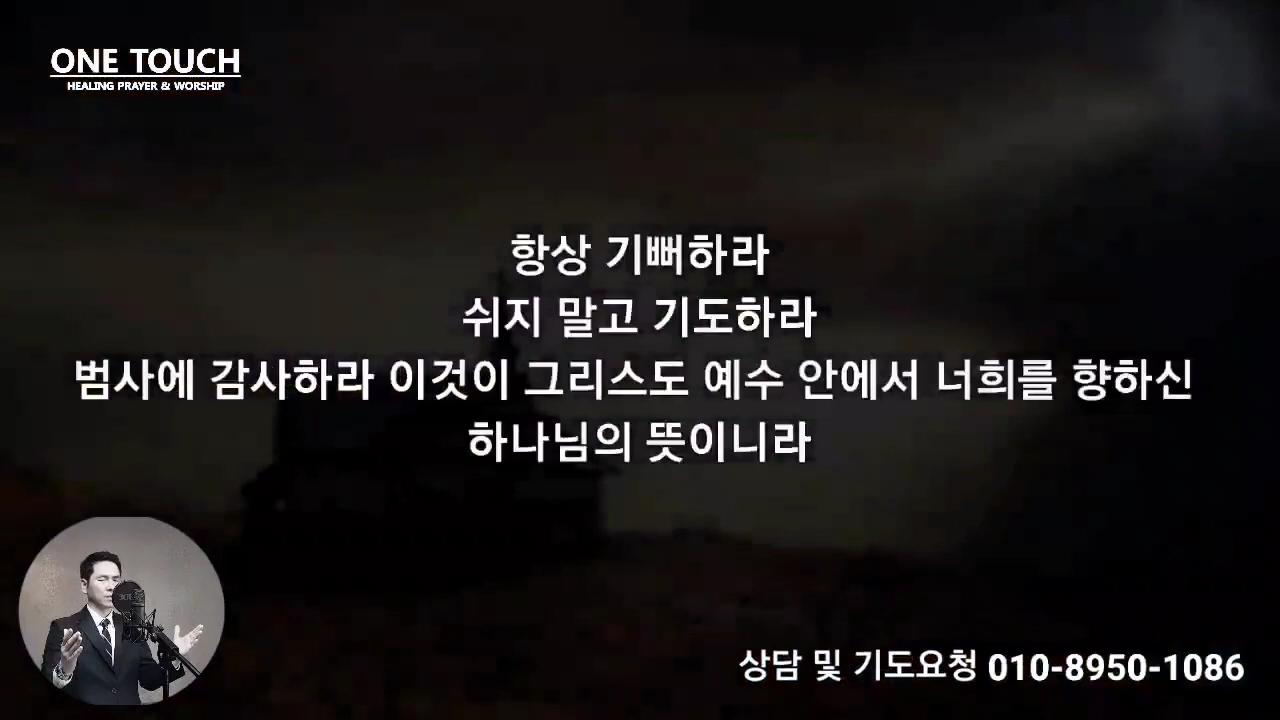 ONE TOUCH
HEALING PRAYER & WORSHIP
항상 기뻐하라
쉬지 말고 기도하라
범사에 감사하라 이것이 그리스도 예수 안에서 너희를 향하신
하나님의 뜻이니라
상담 및 기도요청 010-8950-1086